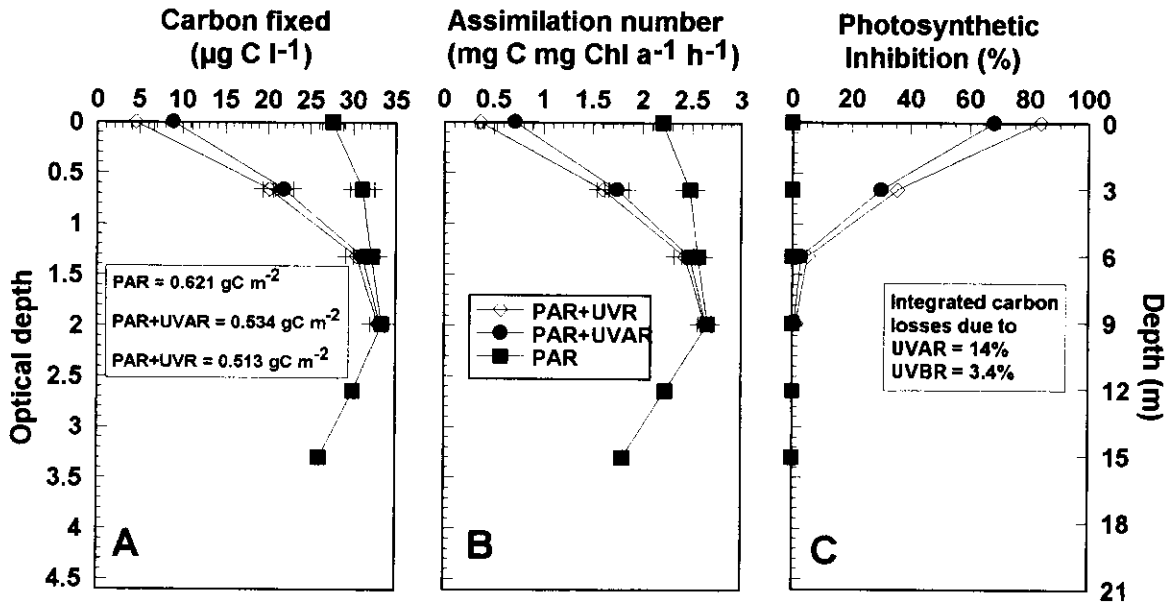 Carbon fixed
(µg C l-1)
0 5 10 15 20 25 30 35
Optical depth
0
0.5
1
1.5
2
2.5
3
3.5
4
4.5
PAR = 0.621 gC m-2
PAR+UVAR = 0.534 gC m-2
PAR+UVR = 0.513 gC m-2
A
Assimilation number
(mg C mg Chl a-1 h-1)
0 0.5 1 1.5 2 2.5 3
PAR+UVR
PAR+UVAR
PAR
B
Photosynthetic
Inhibition (%)
0 20 40 60 80 100
Integrated carbon
losses due to
UVAR = 14%
UVBR = 3.4%
C
0
3
6
9
12
15
18
21
Depth (m)